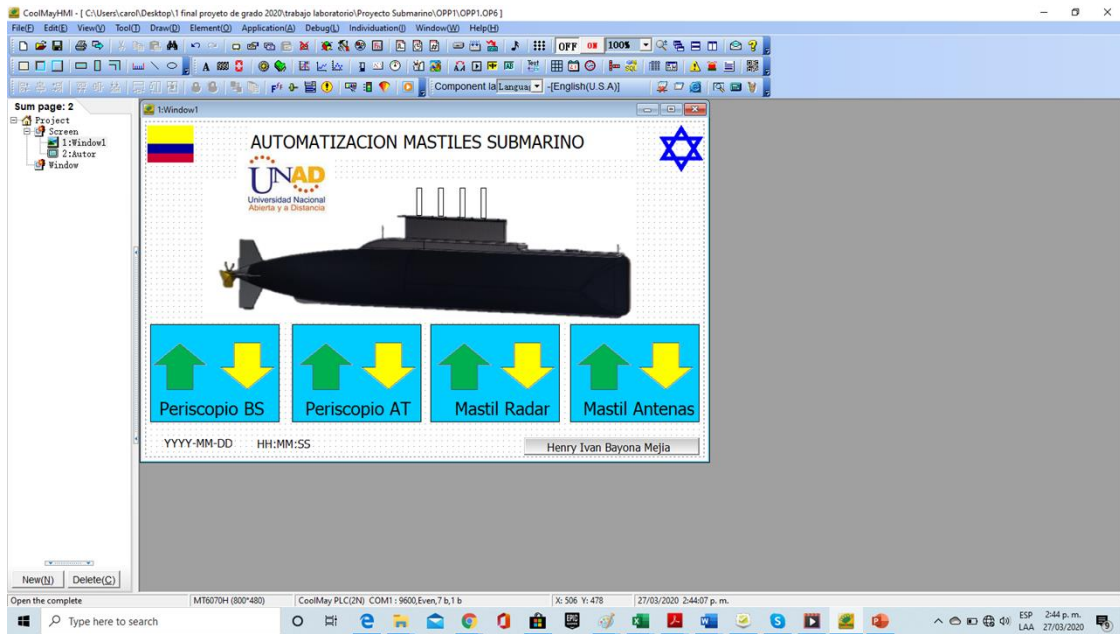 CoolMayHMI - [ C:\Users\carol\Desktop\1 final proyeto de grado 2020\trabajo laboratorio\Proyecto Submarino\OPP1\OPP1.OP6 ]
File(F) Edit(E) View(V) Tool(T) Draw(D) Element(O) Application(A) Debug(L) Individuation(I) Window(W) Help(H)
OFF ON 100%
A Text SQL
Component la Languag -[English(U.S.A)]
Sum page: 2
Project
Screen
1:Window1
2:Autor
Window
1:Window1
AUTOMATIZACION MASTILES SUBMARINO
UNAD
Universidad Nacional
Abierta y a Distancia
Periscopio BS Periscopio AT Mastil Radar Mastil Antenas
YYYY-MM-DD HH:MM:SS Henry Ivan Bayona Mejia
New(N) Delete(C)
Open the complete MT6070H (800*480) CoolMay PLC(2N) COM1 : 9600,Even,7 b,1 b X: 506 Y: 478 27/03/2020 2:44:07 p. m.
Type here to search EPIC ESP 2:44 p. m.
LAA 27/03/2020